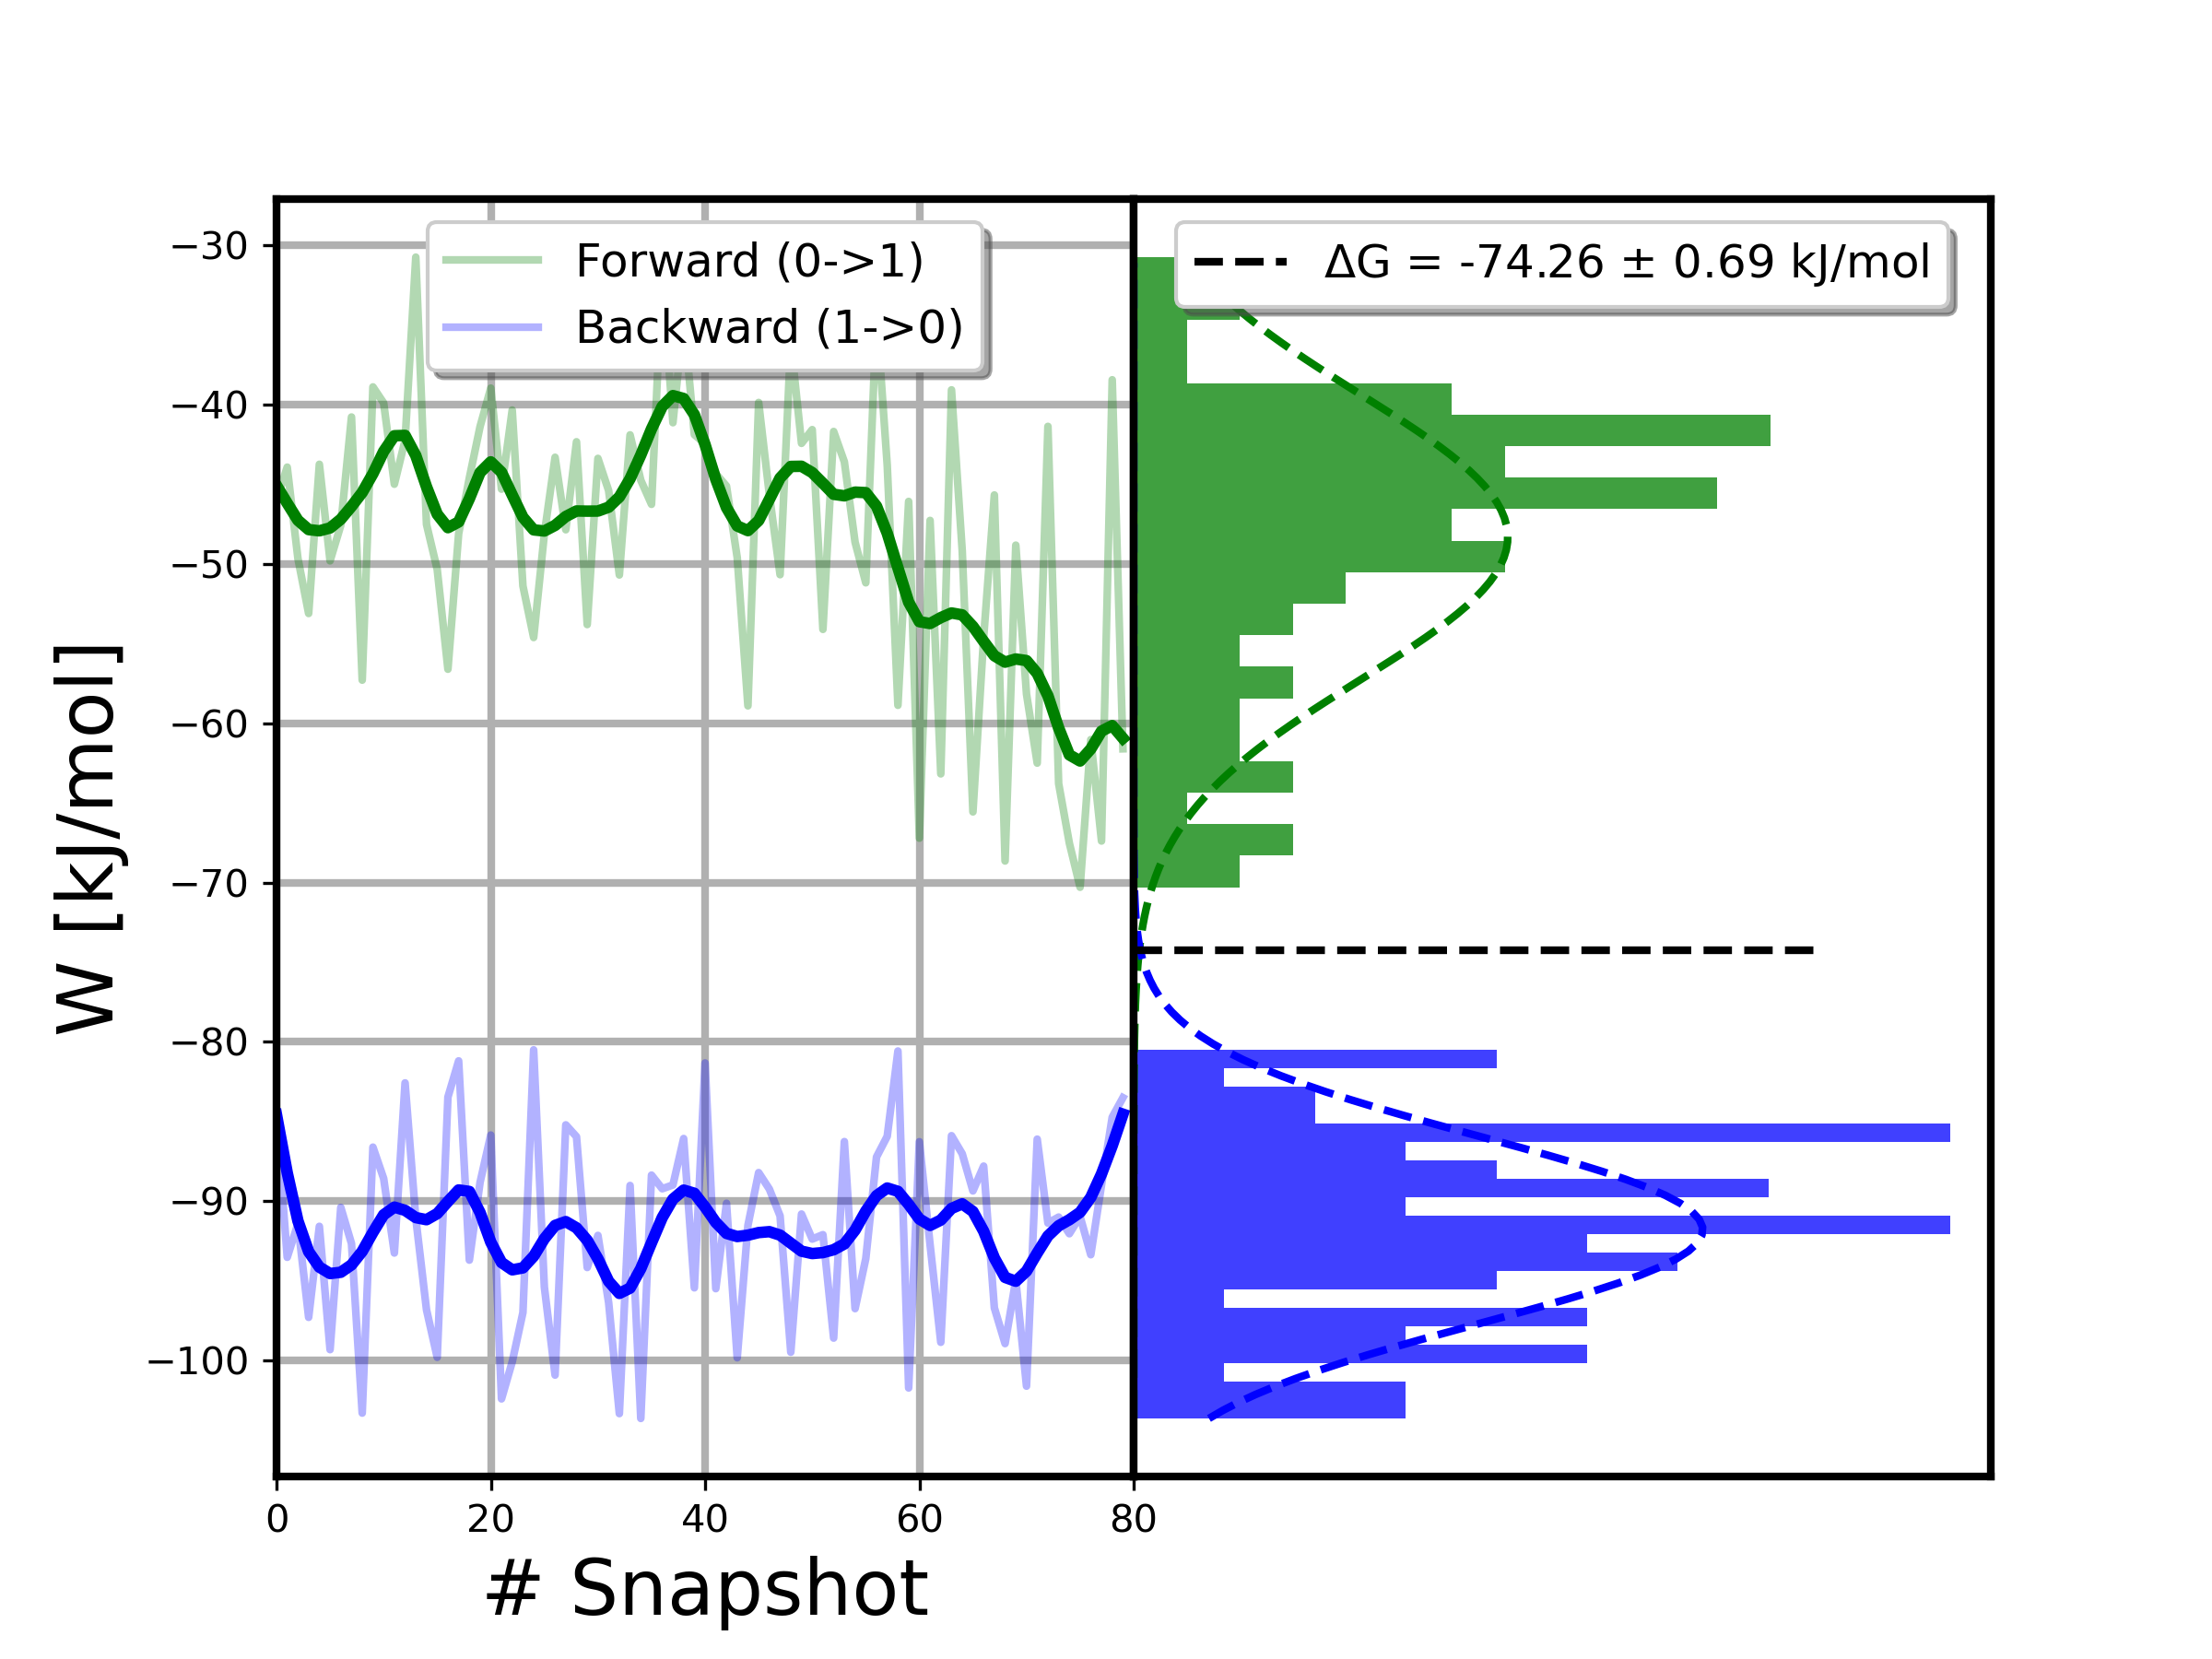 Forward (0->1)
Backward (1->0)
ΔG = -74.26 ± 0.69 kJ/mol
W [kJ/mol]
−30
−40
−50
−60
−70
−80
−90
−100
0 20 40 60 80
# Snapshot